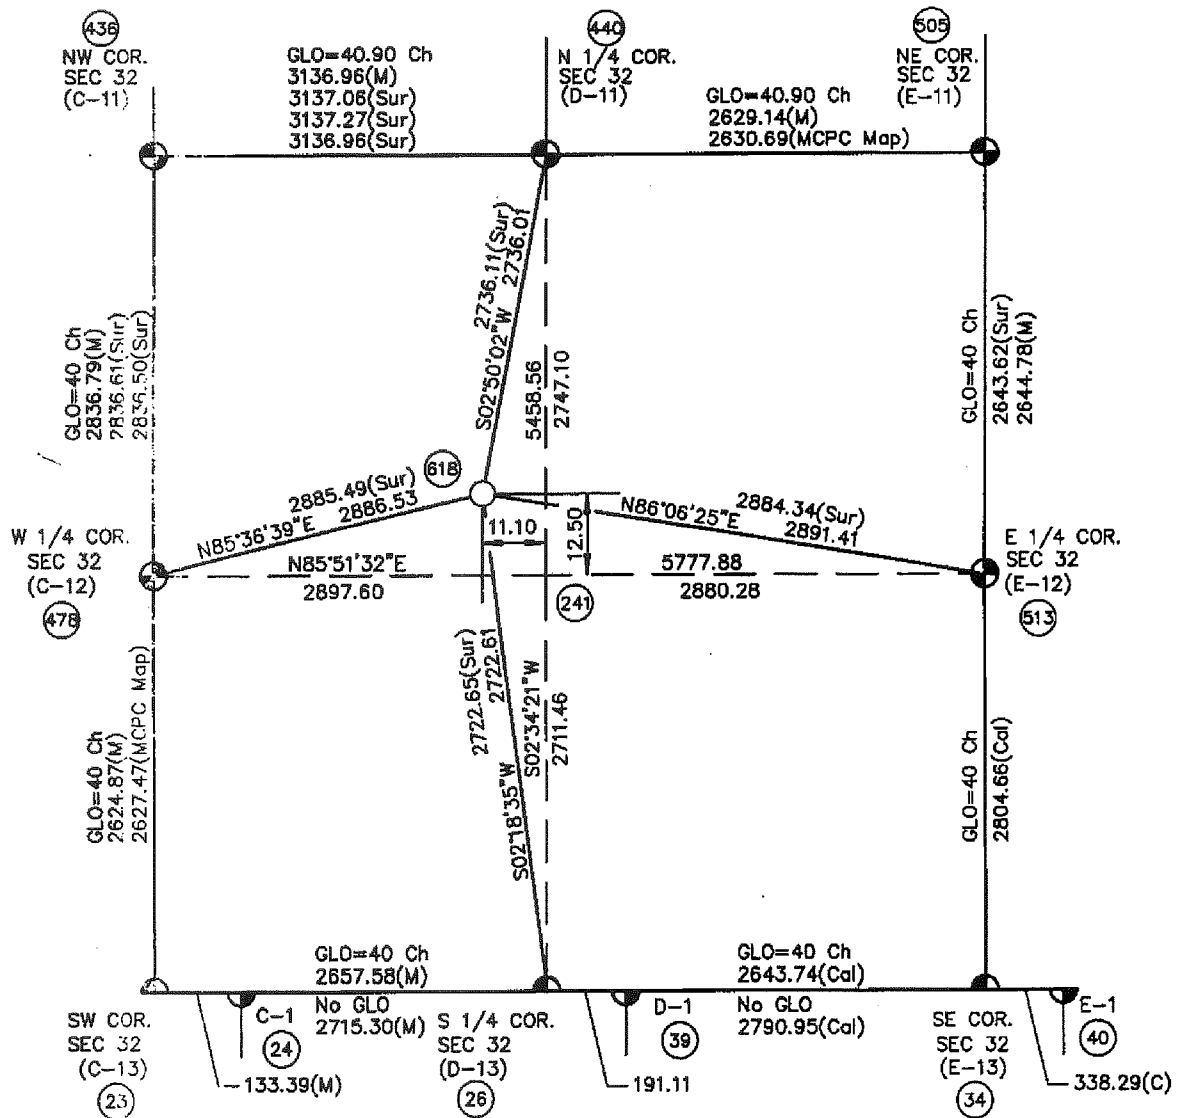 436
NW COR.
SEC 32
(C-11)
GLO=40.90 Ch
3136.96(M)
3137.06(Sur)
3137.27(Sur)
3136.96(Sur)
440
N 1/4 COR.
SEC 32
(D-11)
GLO=40.90 Ch
2629.14(M)
2630.69(MCPC Map)
505
NE COR.
SEC 32
(E-11)
GLO=40 Ch
2836.79(M)
2836.61(Sur)
2836.50(Sur)
2736.11(Sur)
S02°50'02"W 2736.01
5458.56
2747.10
GLO=40 Ch
2643.62(Sur)
2644.78(M)
618
2885.49(Sur)
N85°36'39"E 2886.53
11.10
12.50
2884.34(Sur)
N86°06'25"E 2891.41
W 1/4 COR.
SEC 32
(C-12)
478
N85°51'32"E
2897.60
241
5777.88
2880.28
E 1/4 COR.
SEC 32
(E-12)
513
GLO=40 Ch
2624.87(M)
2627.47(MCPC Map)
2722.65(Sur)
2722.61
S02°18'35"W
S02°34'21"W
2711.46
GLO=40 Ch
2804.66(Cal)
GLO=40 Ch
2657.58(M)
No GLO
2715.30(M)
GLO=40 Ch
2643.74(Cal)
No GLO
2790.95(Cal)
SW COR.
SEC 32
(C-13)
23
C-1
24
133.39(M)
S 1/4 COR.
SEC 32
(D-13)
26
D-1
39
191.11
SE COR.
SEC 32
(E-13)
34
E-1
40
338.29(C)